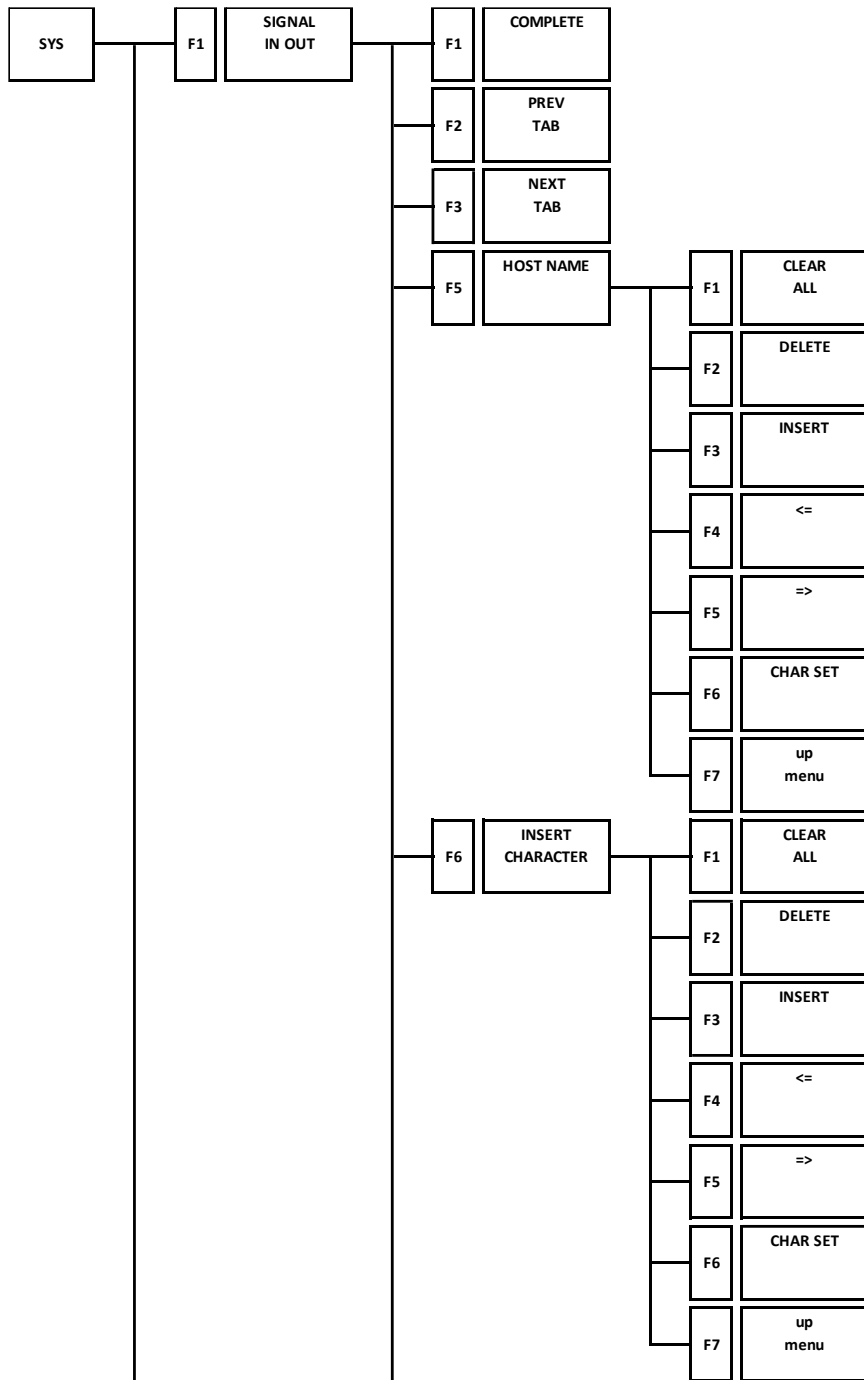 SYS
F1
SIGNAL
IN OUT
F1
COMPLETE
F2
PREV
TAB
F3
NEXT
TAB
F5
HOST NAME
F1
CLEAR
ALL
F2
DELETE
F3
INSERT
F4
<=
F5
=>
F6
CHAR SET
F7
up
menu
F6
INSERT
CHARACTER
F1
CLEAR
ALL
F2
DELETE
F3
INSERT
F4
<=
F5
=>
F6
CHAR SET
F7
up
menu